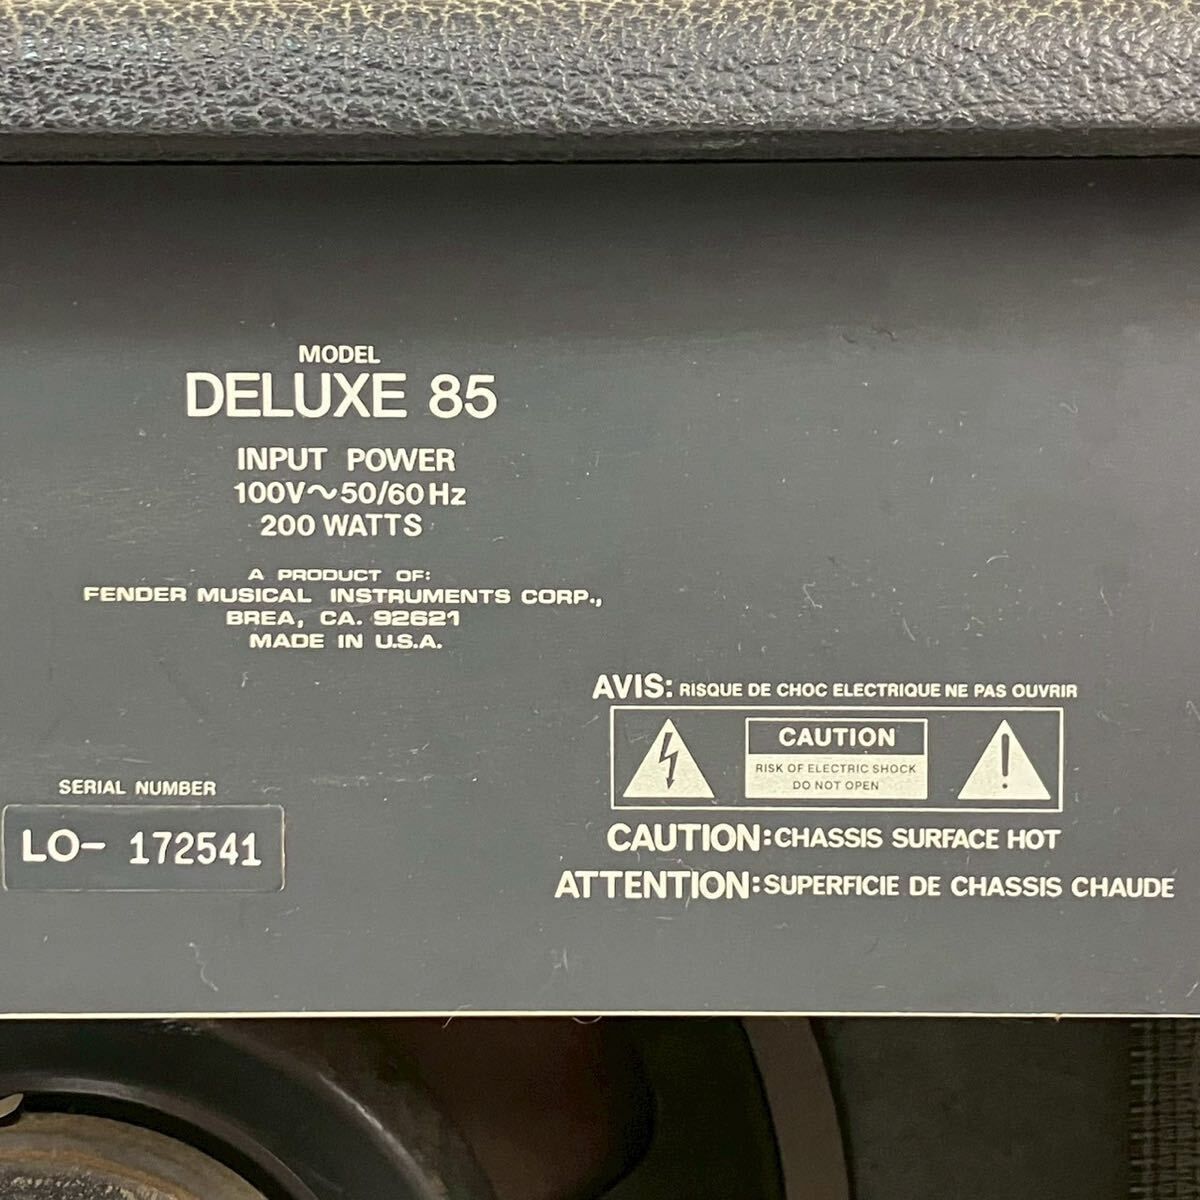 MODEL
DELUXE 85
INPUT POWER
100V～50/60 Hz
200 WATTS
A PRODUCT OF:
FENDER MUSICAL INSTRUMENTS CORP.,
BREA, CA. 92621
MADE IN U.S.A.
AVIS: RISQUE DE CHOC ELECTRIQUE NE PAS OUVRIR
CAUTION
RISK OF ELECTRIC SHOCK
DO NOT OPEN
SERIAL NUMBER
LO- 172541
CAUTION: CHASSIS SURFACE HOT
ATTENTION: SUPERFICIE DE CHASSIS CHAUDE